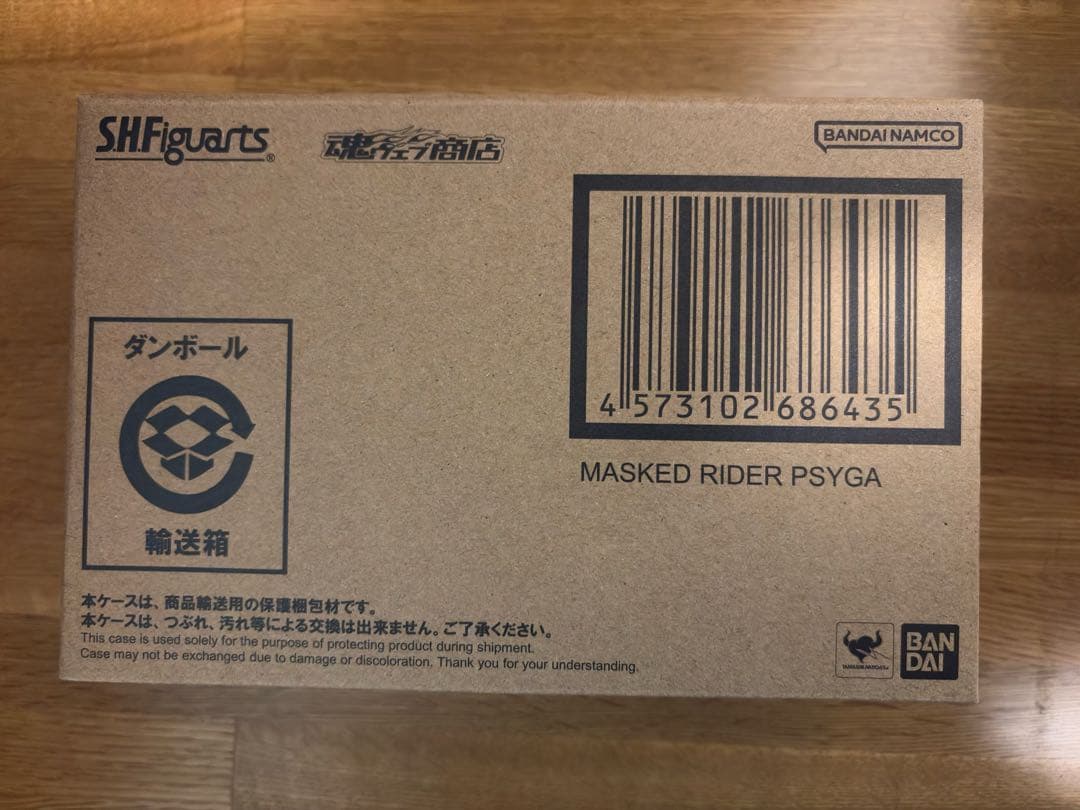 S.H.Figuarts®
魂ウェブ商店
BANDAI NAMCO
4 573102 686435
MASKED RIDER PSYGA
ダンボール
輸送箱
本ケースは、商品輸送用の保護梱包材です。
本ケースは、つぶれ、汚れ等による交換は出来ません。ご了承ください。
This case is used solely for the purpose of protecting product during shipment.
Case may not be exchanged due to damage or discoloration. Thank you for your understanding.
TAMASHII NATIONS
BAN
DAI